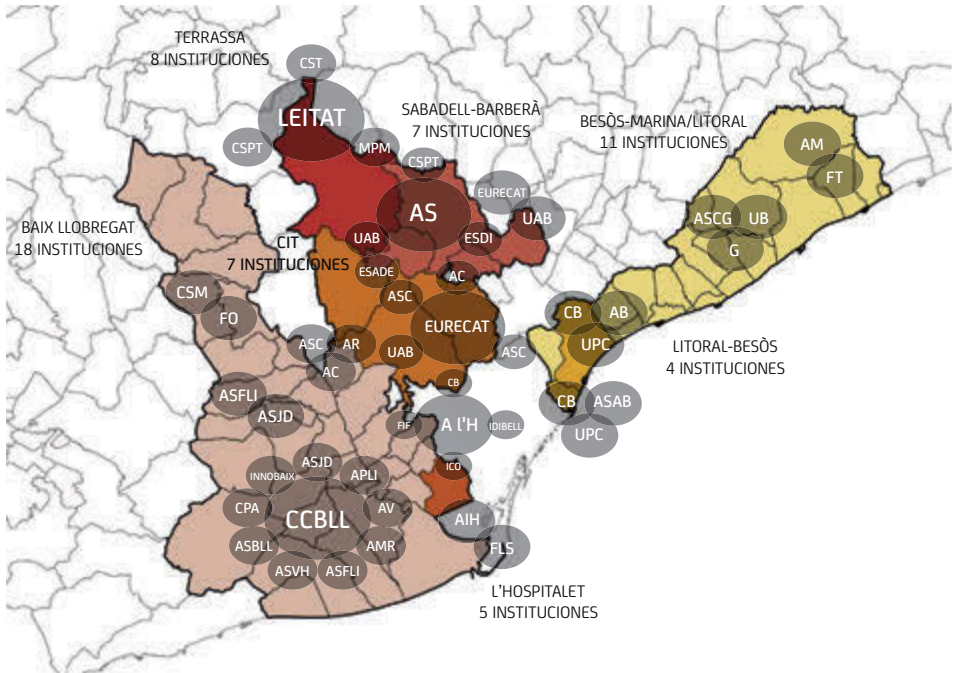 TERRASSA
8 INSTITUCIONES
CST
LEITAT
CSPT
MPM
SABADELL-BARBERÀ
7 INSTITUCIONES
CSPT
EURECAT
AS
UAB
UAB
ESDI
BESÒS-MARINA/LITORAL
11 INSTITUCIONES
AM
FT
ASCG
UB
G
CB
AB
UPC
BAIX LLOBREGAT
18 INSTITUCIONES
CIT
7 INSTITUCIONES
ESADE
AC
ASC
EURECAT
CSM
FO
ASC
AR
UAB
ASC
AC
CB
LITORAL-BESÒS
4 INSTITUCIONES
CB
ASAB
UPC
ASFLI
ASJD
FIF
A l'H
IDIBELL
ICO
ASJD
INNOBAIX
APLI
CPA
CCBLL
AV
AIH
ASBLL
AMR
FLS
ASVH
ASFLI
L'HOSPITALET
5 INSTITUCIONES